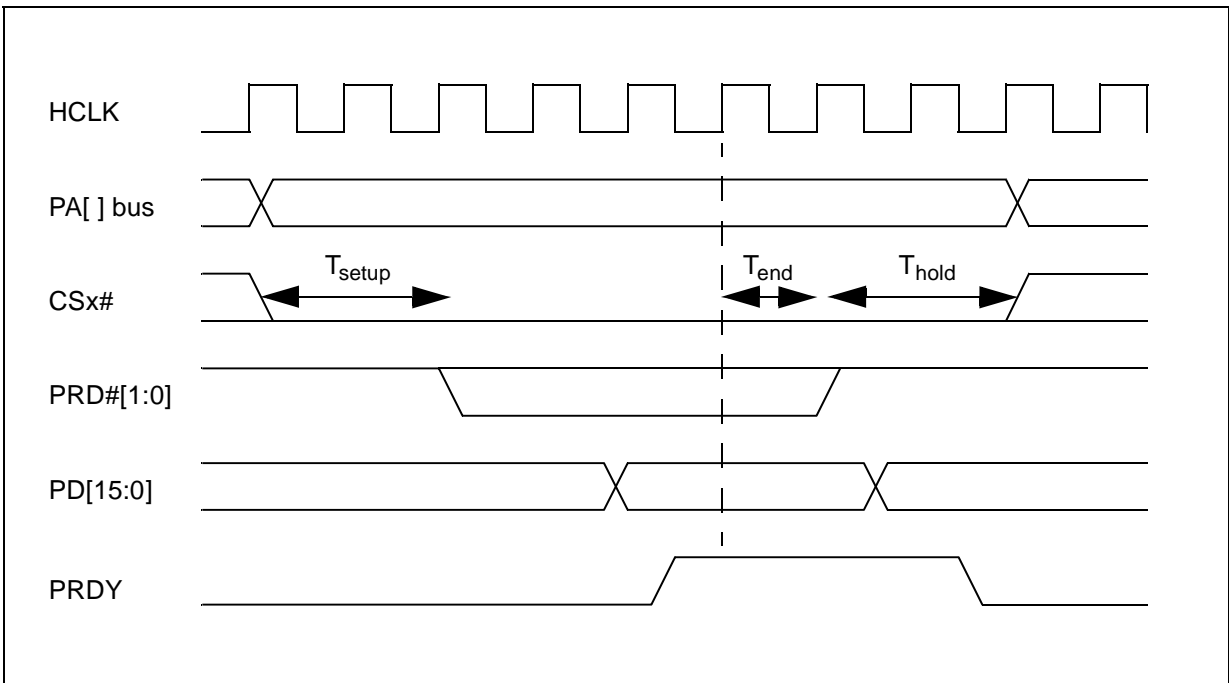 HCLK
PA[ ] bus
Tsetup
Tend
Thold
CSx#
PRD#[1:0]
PD[15:0]
PRDY